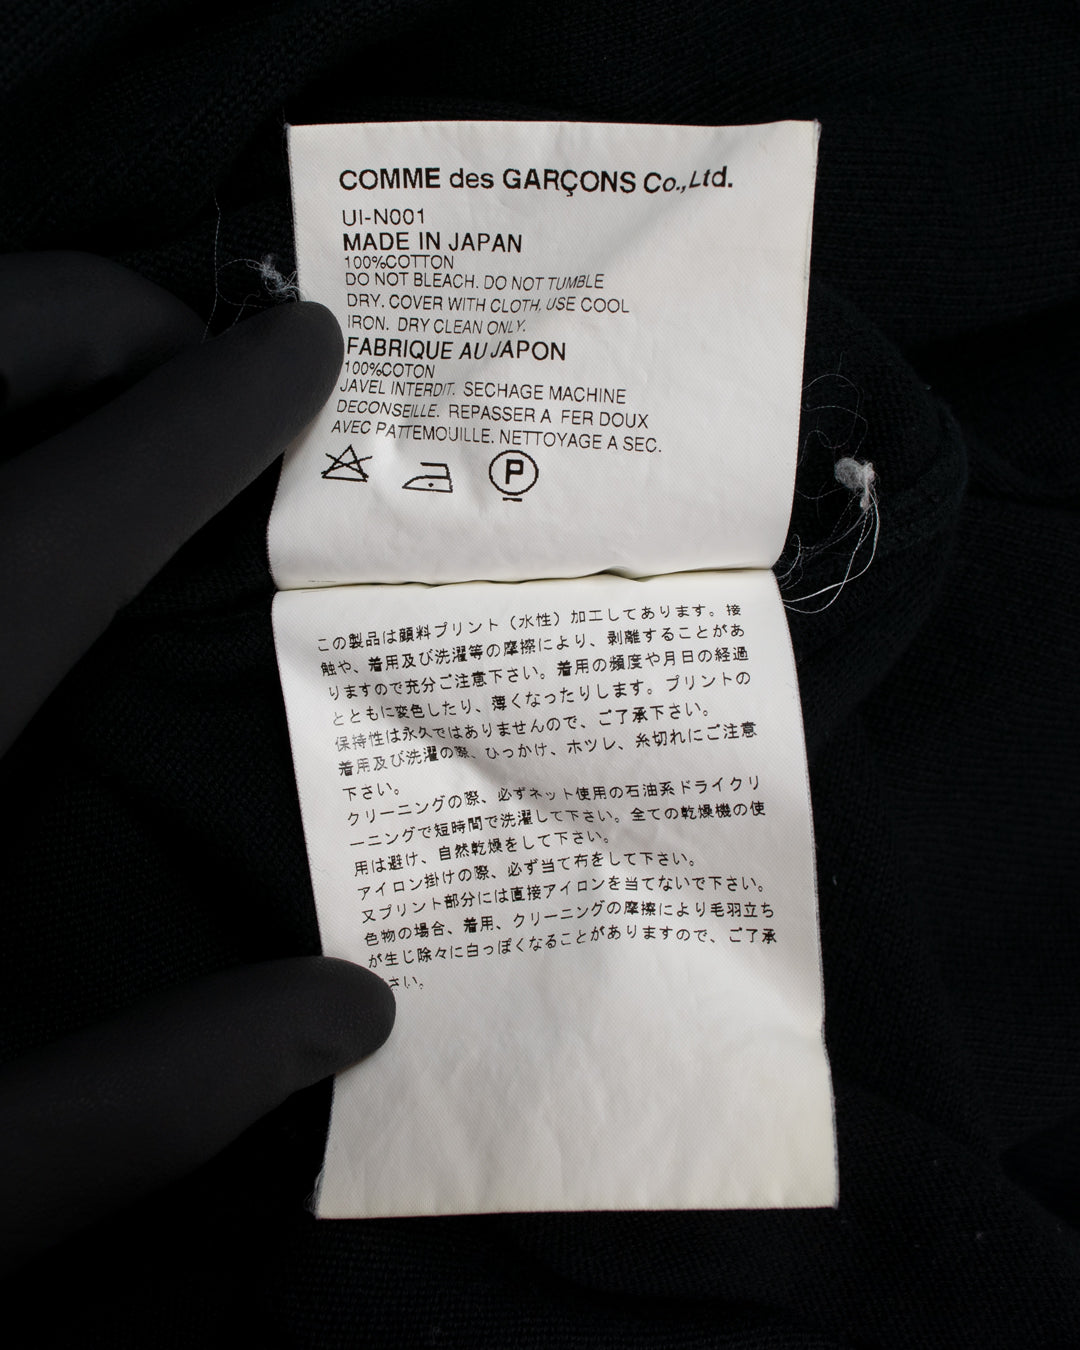 COMME des GARÇONS Co.,Ltd.
UI-N001
MADE IN JAPAN
100%COTTON
DO NOT BLEACH. DO NOT TUMBLE
DRY. COVER WITH CLOTH, USE COOL
IRON. DRY CLEAN ONLY.
FABRIQUE AU JAPON
100%COTON
JAVEL INTERDIT. SECHAGE MACHINE
DECONSEILLE. REPASSER A FER DOUX
AVEC PATTEMOUILLE. NETTOYAGE A SEC.
P
この製品は顔料プリント（水性）加工してあります。接
触や、着用及び洗濯等の摩擦により、剥離することがあ
りますので充分ご注意下さい。着用の頻度や月日の経過
とともに変色したり、薄くなったりします。プリントの
保持性は永久ではありませんので、ご了承下さい。
着用及び洗濯の際、ひっかけ、ホツレ、糸切れにご注意
下さい。
クリーニングの際、必ずネット使用の石油系ドライクリ
ーニングで短時間で洗濯して下さい。全ての乾燥機の使
用は避け、自然乾燥をして下さい。
アイロン掛けの際、必ず当て布をして下さい。
又プリント部分には直接アイロンを当てないで下さい。
色物の場合、着用、クリーニングの摩擦により毛羽立ち
が生じ除々に白っぽくなることがありますので、ご了承
さい。